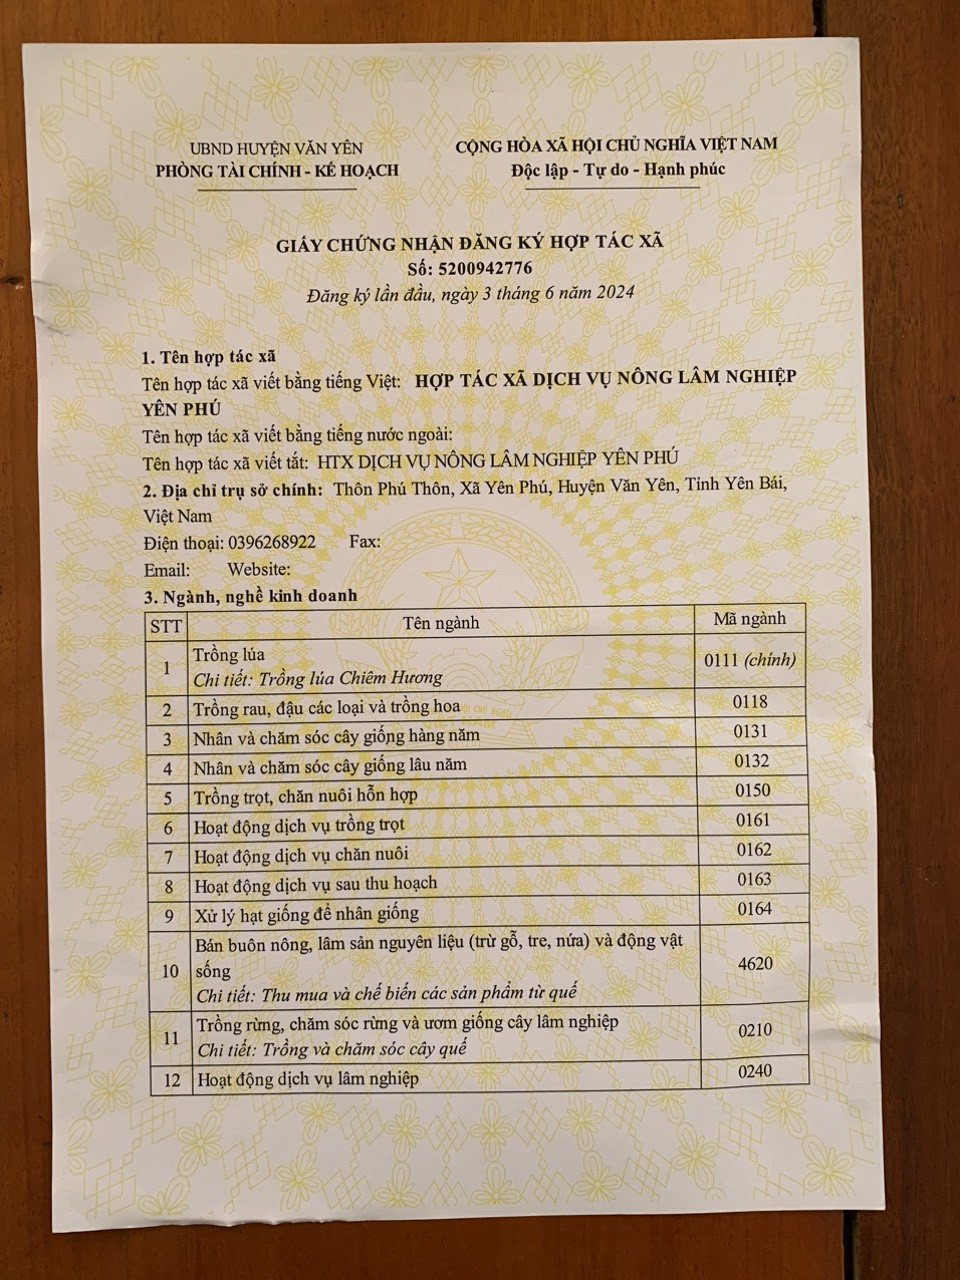 UBND HUYỆN VĂN YÊN
PHÒNG TÀI CHÍNH - KẾ HOẠCH
CỘNG HÒA XÃ HỘI CHỦ NGHĨA VIỆT NAM
Độc lập - Tự do - Hạnh phúc
GIẤY CHỨNG NHẬN ĐĂNG KÝ HỢP TÁC XÃ
Số: 5200942776
Đăng ký lần đầu, ngày 3 tháng 6 năm 2024
1. Tên hợp tác xã
Tên hợp tác xã viết bằng tiếng Việt: HỢP TÁC XÃ DỊCH VỤ NÔNG LÂM NGHIỆP
YÊN PHÚ
Tên hợp tác xã viết bằng tiếng nước ngoài:
Tên hợp tác xã viết tắt: HTX DỊCH VỤ NÔNG LÂM NGHIỆP YÊN PHÚ
2. Địa chỉ trụ sở chính: Thôn Phú Thôn, Xã Yên Phú, Huyện Văn Yên, Tỉnh Yên Bái,
Việt Nam
Điện thoại: 0396268922 Fax:
Email: Website:
3. Ngành, nghề kinh doanh
STT Tên ngành Mã ngành
1 Trồng lúa 0111 (chính)
Chi tiết: Trồng lúa Chiêm Hương
2 Trồng rau, đậu các loại và trồng hoa 0118
3 Nhân và chăm sóc cây giống hàng năm 0131
4 Nhân và chăm sóc cây giống lâu năm 0132
5 Trồng trọt, chăn nuôi hỗn hợp 0150
6 Hoạt động dịch vụ trồng trọt 0161
7 Hoạt động dịch vụ chăn nuôi 0162
8 Hoạt động dịch vụ sau thu hoạch 0163
9 Xử lý hạt giống để nhân giống 0164
10 Bán buôn nông, lâm sản nguyên liệu (trừ gỗ, tre, nứa) và động vật 4620
sống
Chi tiết: Thu mua và chế biến các sản phẩm từ quế
11 Trồng rừng, chăm sóc rừng và ươm giống cây lâm nghiệp 0210
Chi tiết: Trồng và chăm sóc cây quế
12 Hoạt động dịch vụ lâm nghiệp 0240